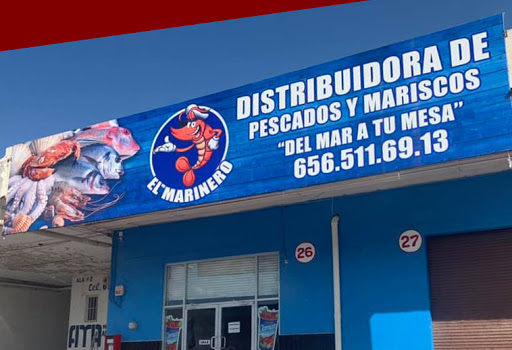 DISTRIBUIDORA DE
PESCADOS Y MARISCOS
"DEL MAR A TU MESA"
656.511.69.13
EL MARINERO
26
27